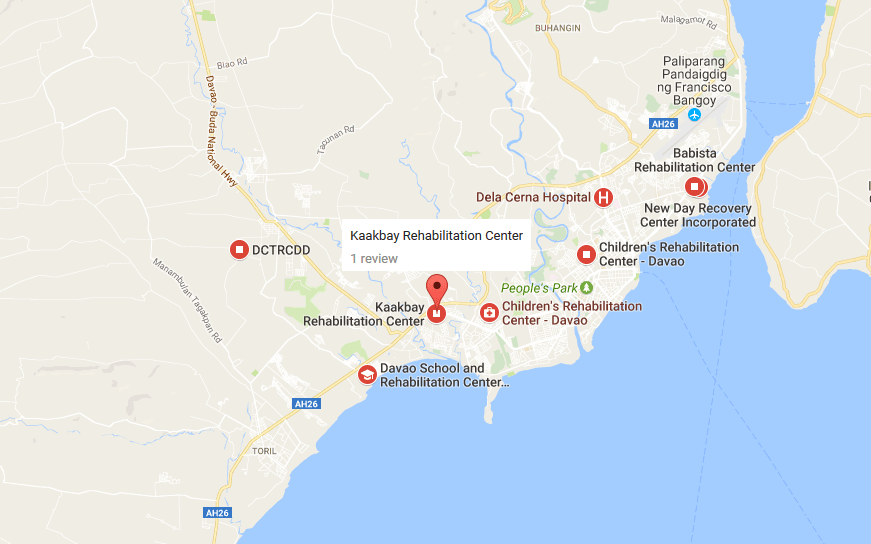 Malagamot Rd
BUHANGIN
Biao Rd
Paliparang
Pandaigdig
ng Francisco
Bangoy
Davao - Buda National Hwy
AH26
Tacunan Rd
Babista
Rehabilitation Center
Dela Cerna Hospital
H
New Day Recovery
Center Incorporated
Kaakbay Rehabilitation Center
1 review
DCTRCDD
Children's Rehabilitation
Center - Davao
Manambulan Tagakpan Rd
People's Park
Kaakbay
Rehabilitation Center
Children's Rehabilitation
Center - Davao
Davao School and
Rehabilitation Center...
AH26
TORIL
AH26